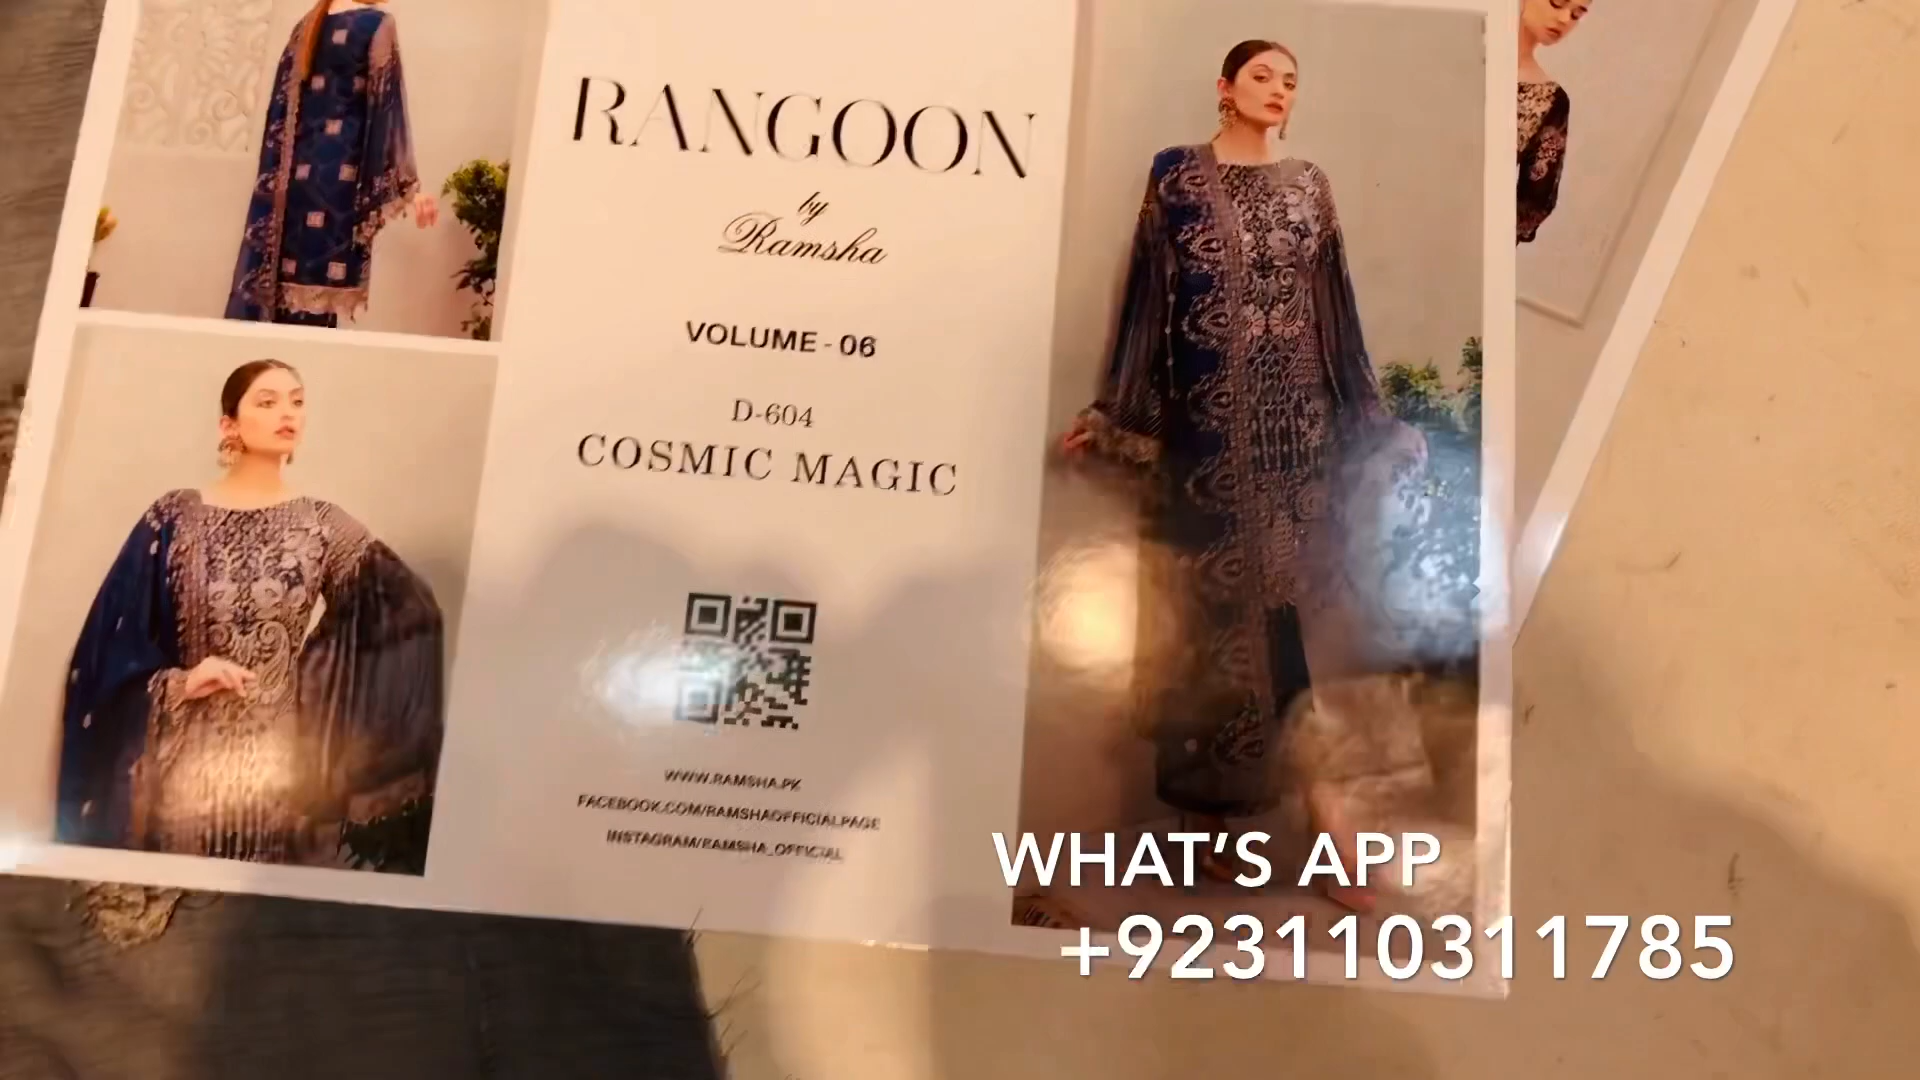 RANGOON
by
Ramsha
VOLUME - 06
D-604
COSMIC MAGIC
WWW.RAMSHA.PK
FACEBOOK.COM/RAMSHAOFFICIALPAGE
INSTAGRAM/RAMSHA_OFFICIAL
WHAT'S APP
+923110311785